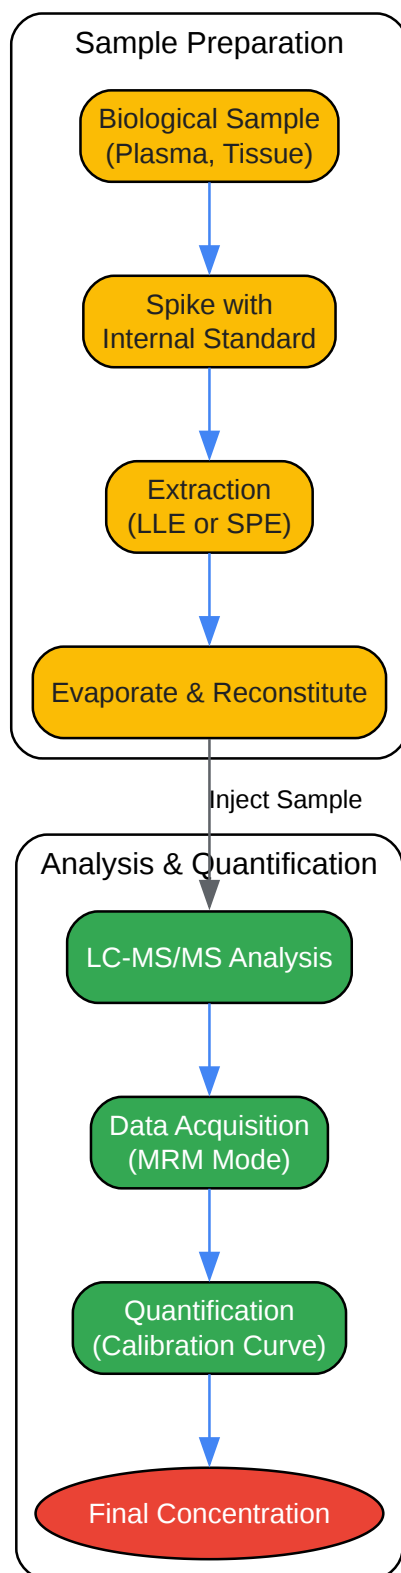 Sample Preparation
Biological Sample
(Plasma, Tissue)
Spike with
Internal Standard
Extraction
(LLE or SPE)
Evaporate & Reconstitute
Inject Sample
Analysis & Quantification
LC-MS/MS Analysis
Data Acquisition
(MRM Mode)
Quantification
(Calibration Curve)
Final Concentration